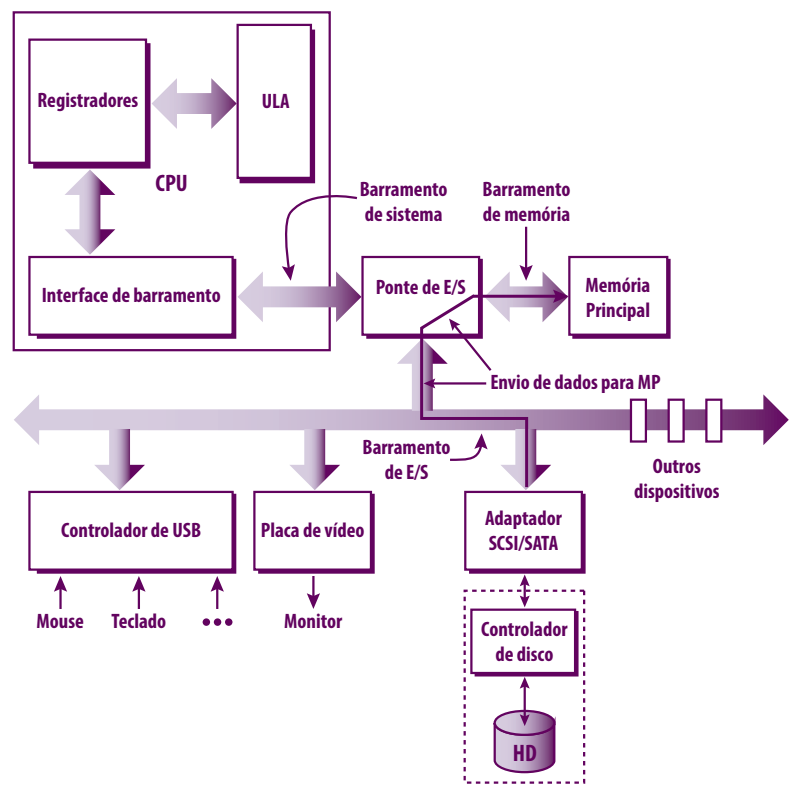 Registradores
ULA
CPU
Barramento
de sistema
Barramento
de memória
Interface de barramento
Ponte de E/S
Memória
Principal
Envio de dados para MP
Barramento
de E/S
Outros
dispositivos
Controlador de USB
Placa de vídeo
Adaptador
SCSI/SATA
Mouse
Teclado
•••
Monitor
Controlador
de disco
HD